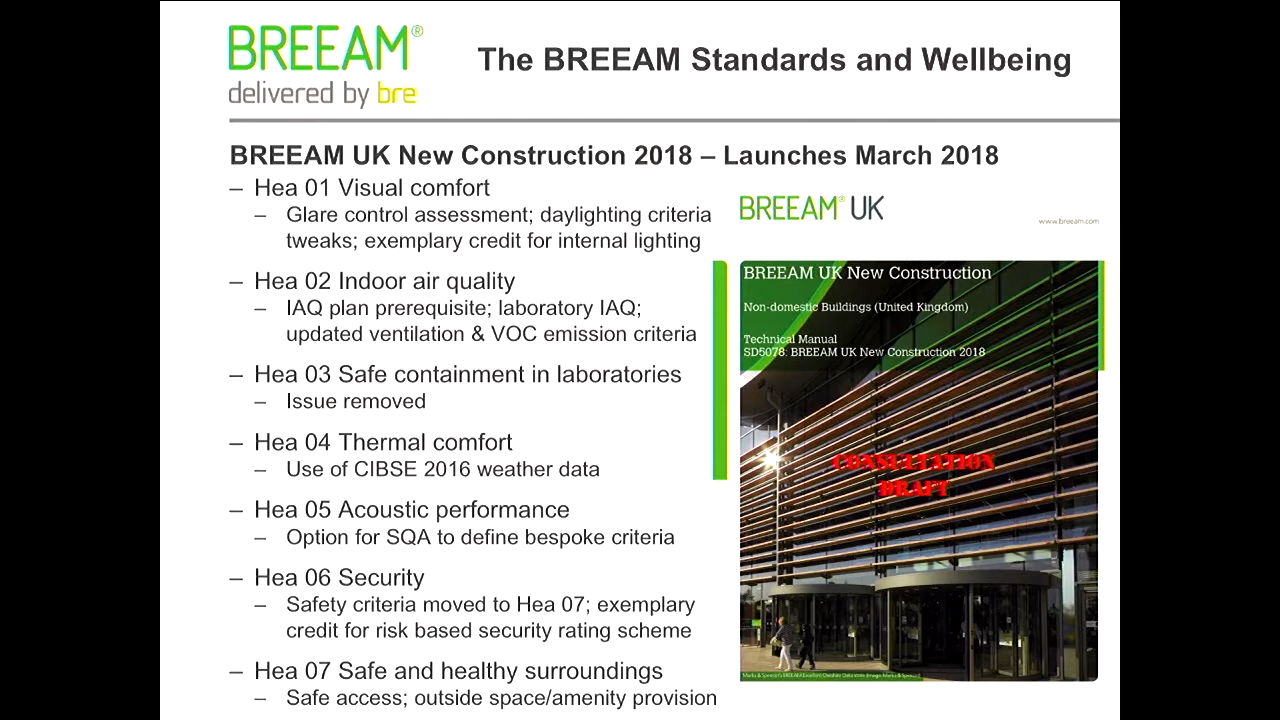 BREEAM®
delivered by bre
The BREEAM Standards and Wellbeing
BREEAM UK New Construction 2018 – Launches March 2018
– Hea 01 Visual comfort
– Glare control assessment; daylighting criteria
tweaks; exemplary credit for internal lighting
– Hea 02 Indoor air quality
– IAQ plan prerequisite; laboratory IAQ;
updated ventilation & VOC emission criteria
– Hea 03 Safe containment in laboratories
– Issue removed
– Hea 04 Thermal comfort
– Use of CIBSE 2016 weather data
– Hea 05 Acoustic performance
– Option for SQA to define bespoke criteria
– Hea 06 Security
– Safety criteria moved to Hea 07; exemplary
credit for risk based security rating scheme
– Hea 07 Safe and healthy surroundings
– Safe access; outside space/amenity provision
BREEAM® UK
www.breeam.com
BREEAM UK New Construction
Non-domestic Buildings (United Kingdom)
Technical Manual
SD5078: BREEAM UK New Construction 2018
CONSULTATION
DRAFT